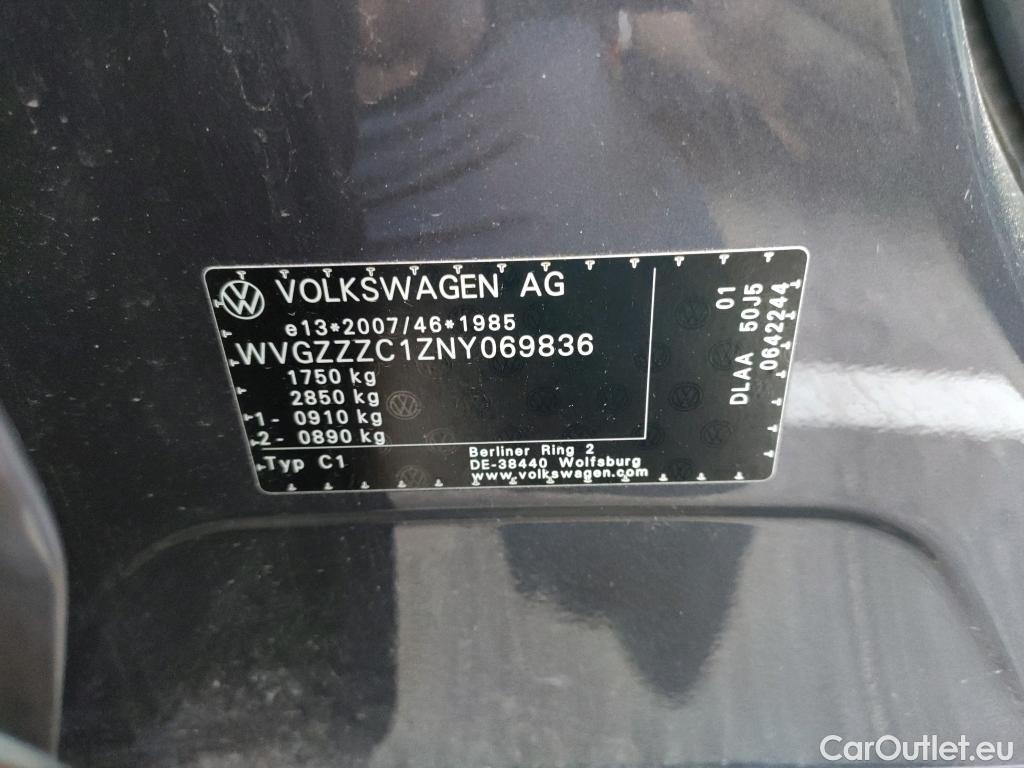 VOLKSWAGEN AG
e13*2007/46*1985
WVGZZZC1ZNY069836
1750 kg
2850 kg
1- 0910 kg
2- 0890 kg
Typ C1
Berliner Ring 2
DE-38440 Wolfsburg
www.volkswagen.com
01
DLAA 50J5
0642244
CarOutlet.eu